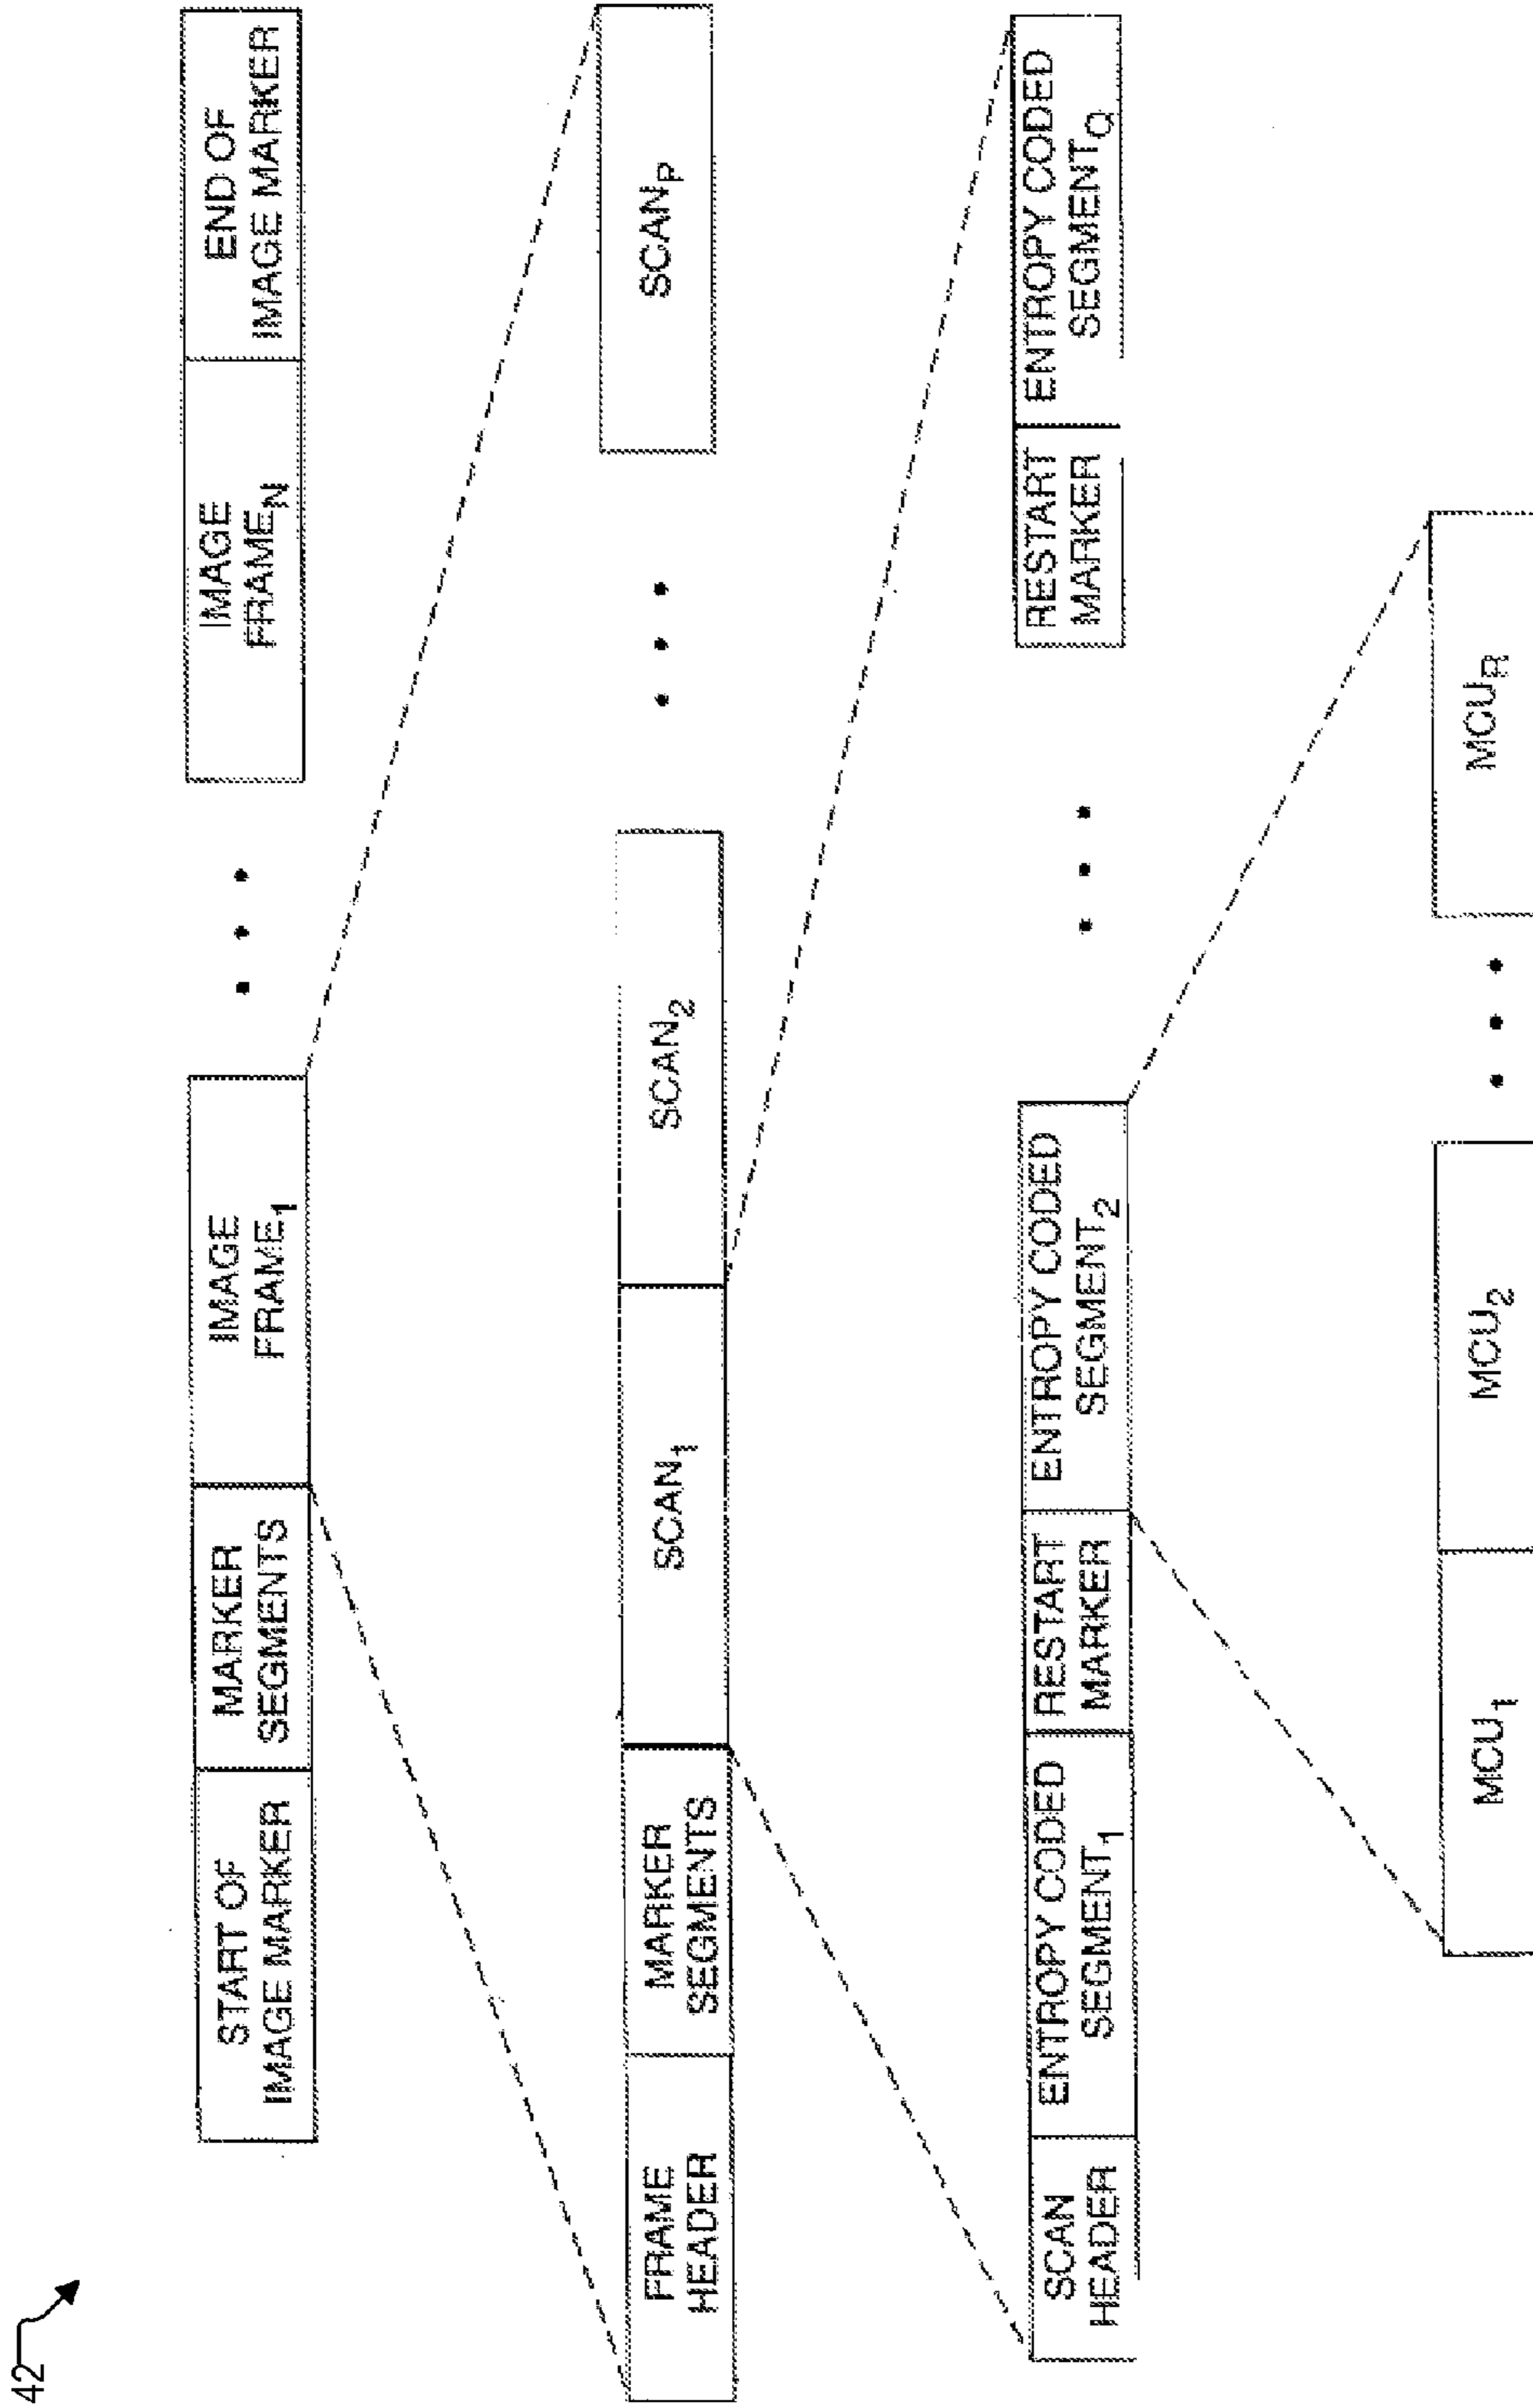 42
START OF
IMAGE MARKER
MARKER
SEGMENTS
IMAGE
FRAME1
IMAGE
FRAMEN
END OF
IMAGE MARKER
FRAME
HEADER
MARKER
SEGMENTS
SCAN1
SCAN2
SCANP
SCAN
HEADER
ENTROPY CODED
SEGMENT1
RESTART
MARKER
ENTROPY CODED
SEGMENT2
RESTART
MARKER
ENTROPY CODED
SEGMENTQ
MCU1
MCU2
MCUR